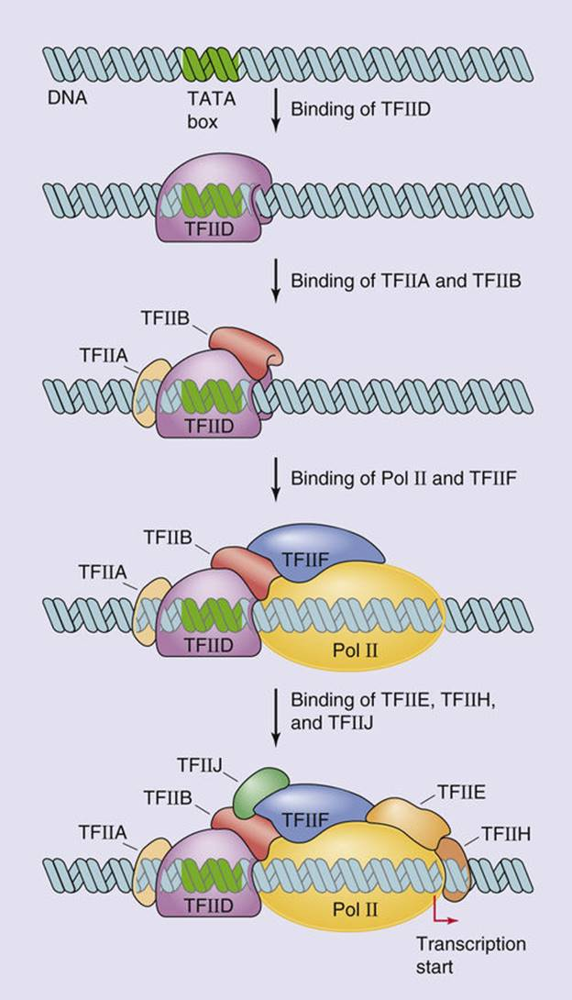 DNA
TATA
box
Binding of TFIID
TFIID
Binding of TFIIA and TFIIB
TFIIB
TFIIA
TFIID
Binding of Pol II and TFIIF
TFIIB
TFIIF
TFIIA
TFIID
Pol II
Binding of TFIIE, TFIIH,
and TFIIJ
TFIIJ
TFIIB
TFIIE
TFIIF
TFIIA
TFIIH
TFIID
Pol II
Transcription
start